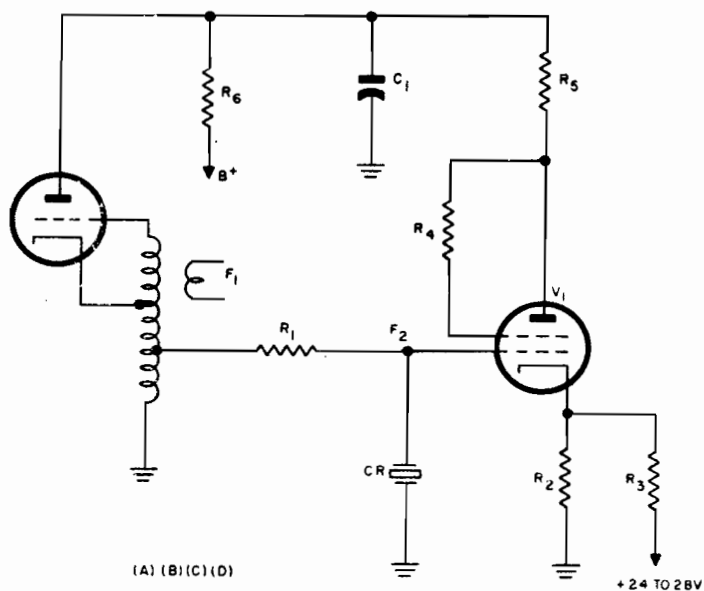 C1
R5
R6
B+
R4
F1
V1
R1
F2
CR
R2
R3
(A) (B) (C) (D)
+24 TO 28V